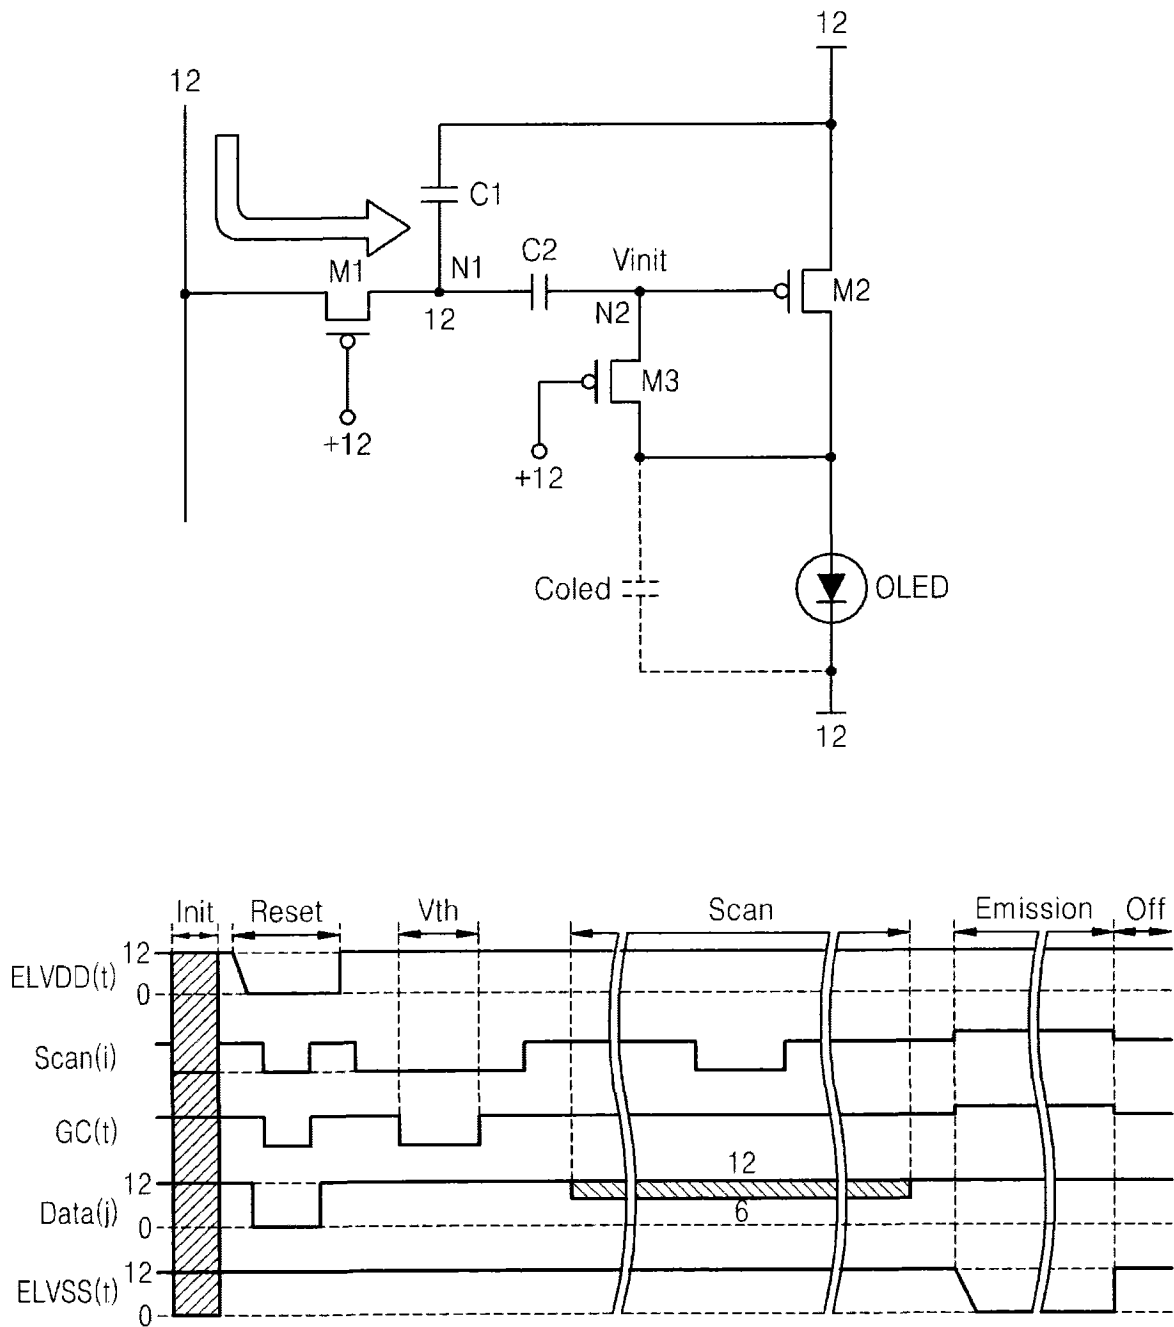 12
12
C1
M1
N1
C2
Vinit
12
N2
M2
M3
+12
+12
Coled
OLED
12
Init
Reset
Vth
Scan
Emission
Off
ELVDD(t)
12
0
Scan(i)
GC(t)
Data(j)
12
0
12
6
ELVSS(t)
12
0